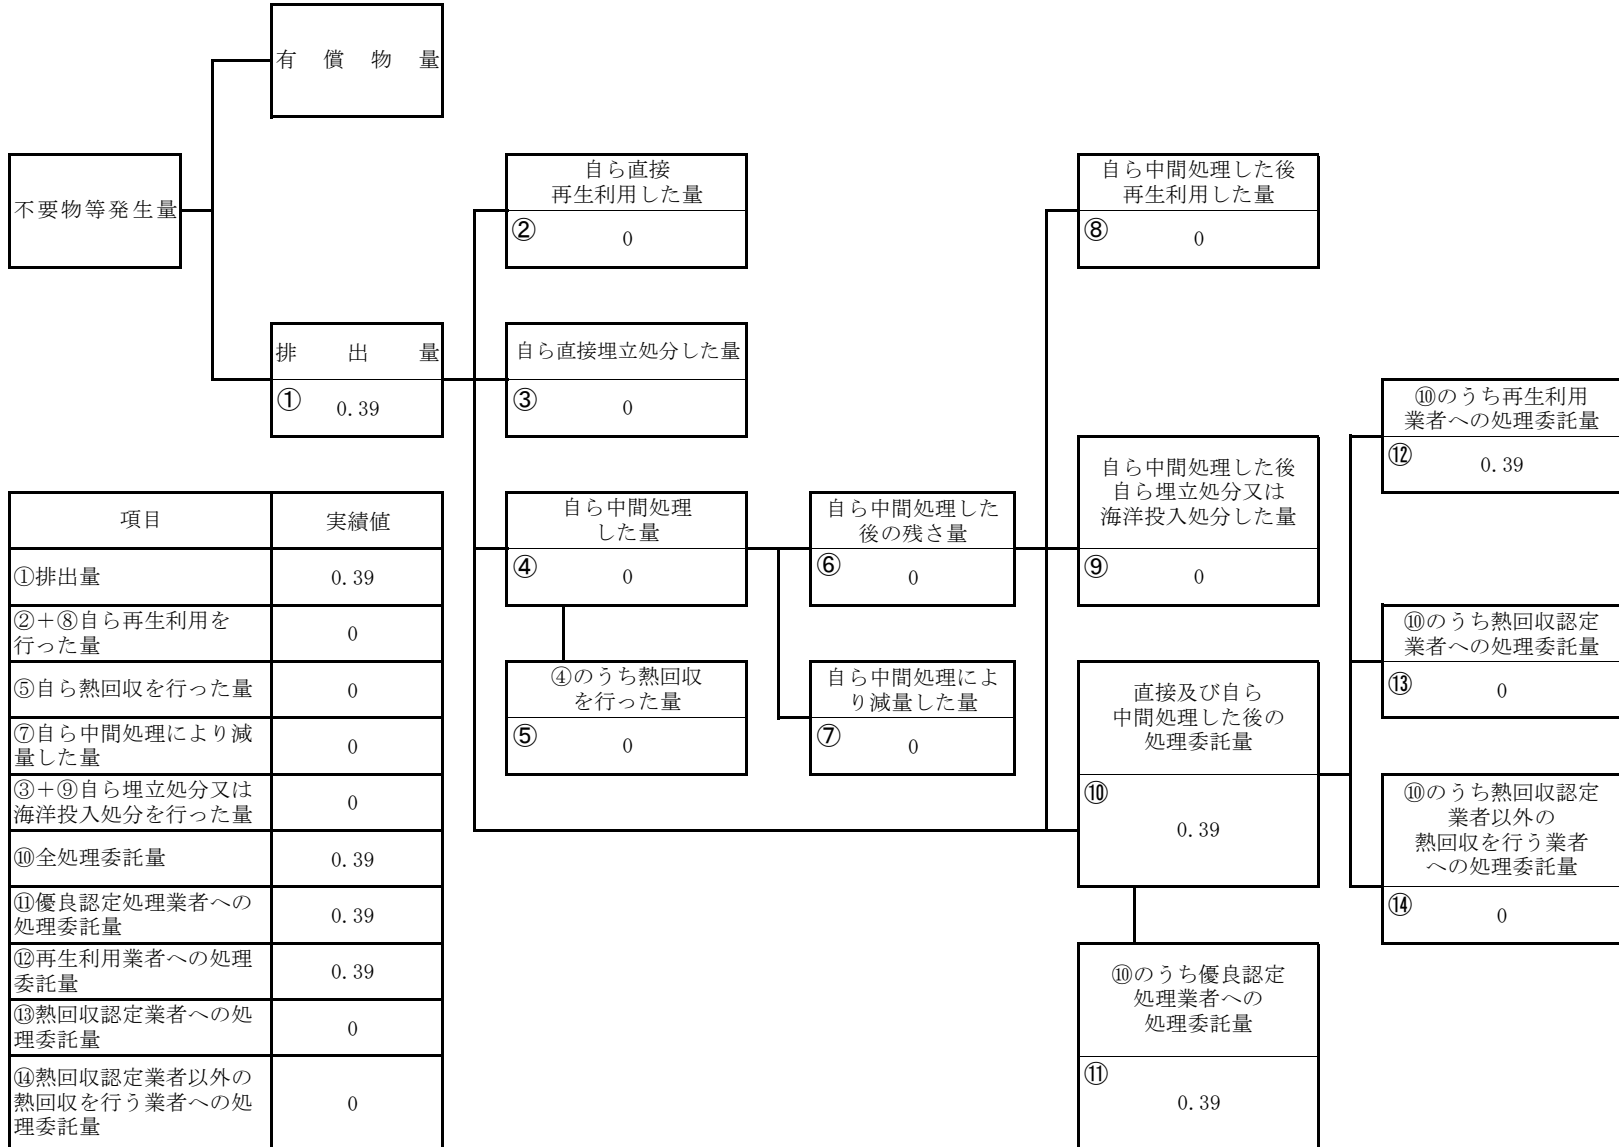 有償物量
不要物等発生量
自ら直接
再生利用した量
② 0
自ら中間処理した後
再生利用した量
⑧ 0
排出量
① 0.39
自ら直接埋立処分した量
③ 0
⑩のうち再生利用
業者への処理委託量
⑫ 0.39
自ら中間処理した後
自ら埋立処分又は
海洋投入処分した量
⑨ 0
自ら中間処理
した量
④ 0
自ら中間処理した
後の残さ量
⑥ 0
⑩のうち熱回収認定
業者への処理委託量
⑬ 0
④のうち熱回収
を行った量
⑤ 0
自ら中間処理によ
り減量した量
⑦ 0
直接及び自ら
中間処理した後の
処理委託量
⑩
0.39
⑩のうち熱回収認定
業者以外の
熱回収を行う業者
への処理委託量
⑭ 0
⑩のうち優良認定
処理業者への
処理委託量
⑪
0.39
項目 実績値
①排出量 0.39
②+⑧自ら再生利用を
行った量 0
⑤自ら熱回収を行った量 0
⑦自ら中間処理により減
量した量 0
③+⑨自ら埋立処分又は
海洋投入処分を行った量 0
⑩全処理委託量 0.39
⑪優良認定処理業者への
処理委託量 0.39
⑫再生利用業者への処理
委託量 0.39
⑬熱回収認定業者への処
理委託量 0
⑭熱回収認定業者以外の
熱回収を行う業者への処
理委託量 0